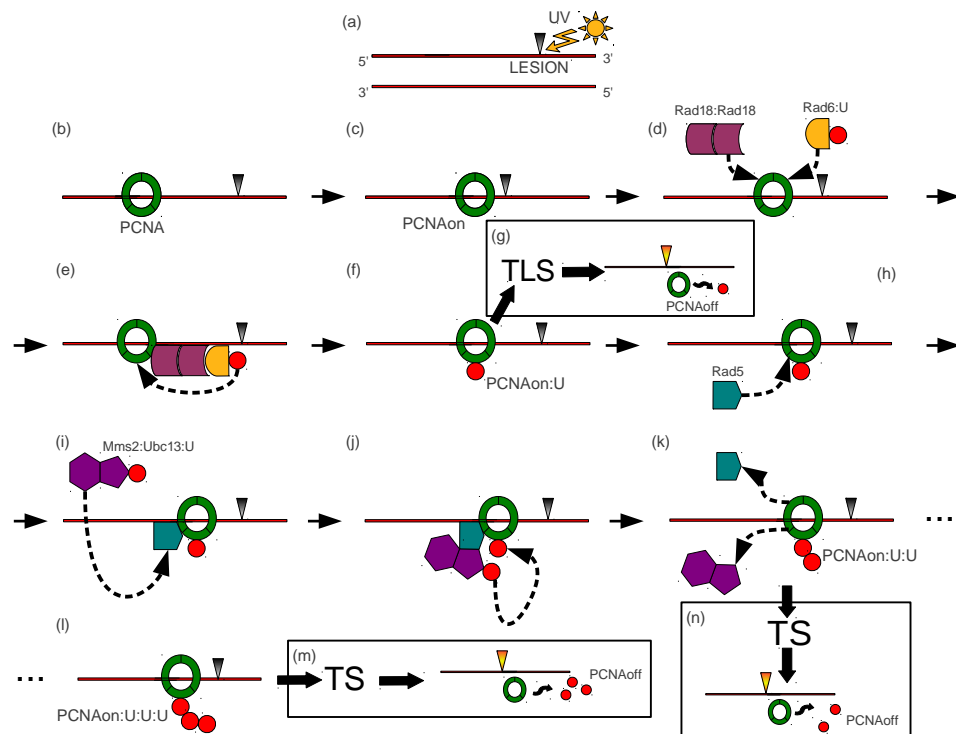 (a)
UV
5'
3'
LESION
3'
5'
(b)
(c)
(d)
Rad18:Rad18
Rad6:U
PCNA
PCNAon
(e)
(f)
(g)
TLS
PCNAoff
(h)
PCNAon:U
Rad5
(i)
Mms2:Ubc13:U
(j)
(k)
PCNAon:U:U
...
(l)
...
PCNAon:U:U:U
(m)
TS
PCNAoff
(n)
TS
PCNAoff